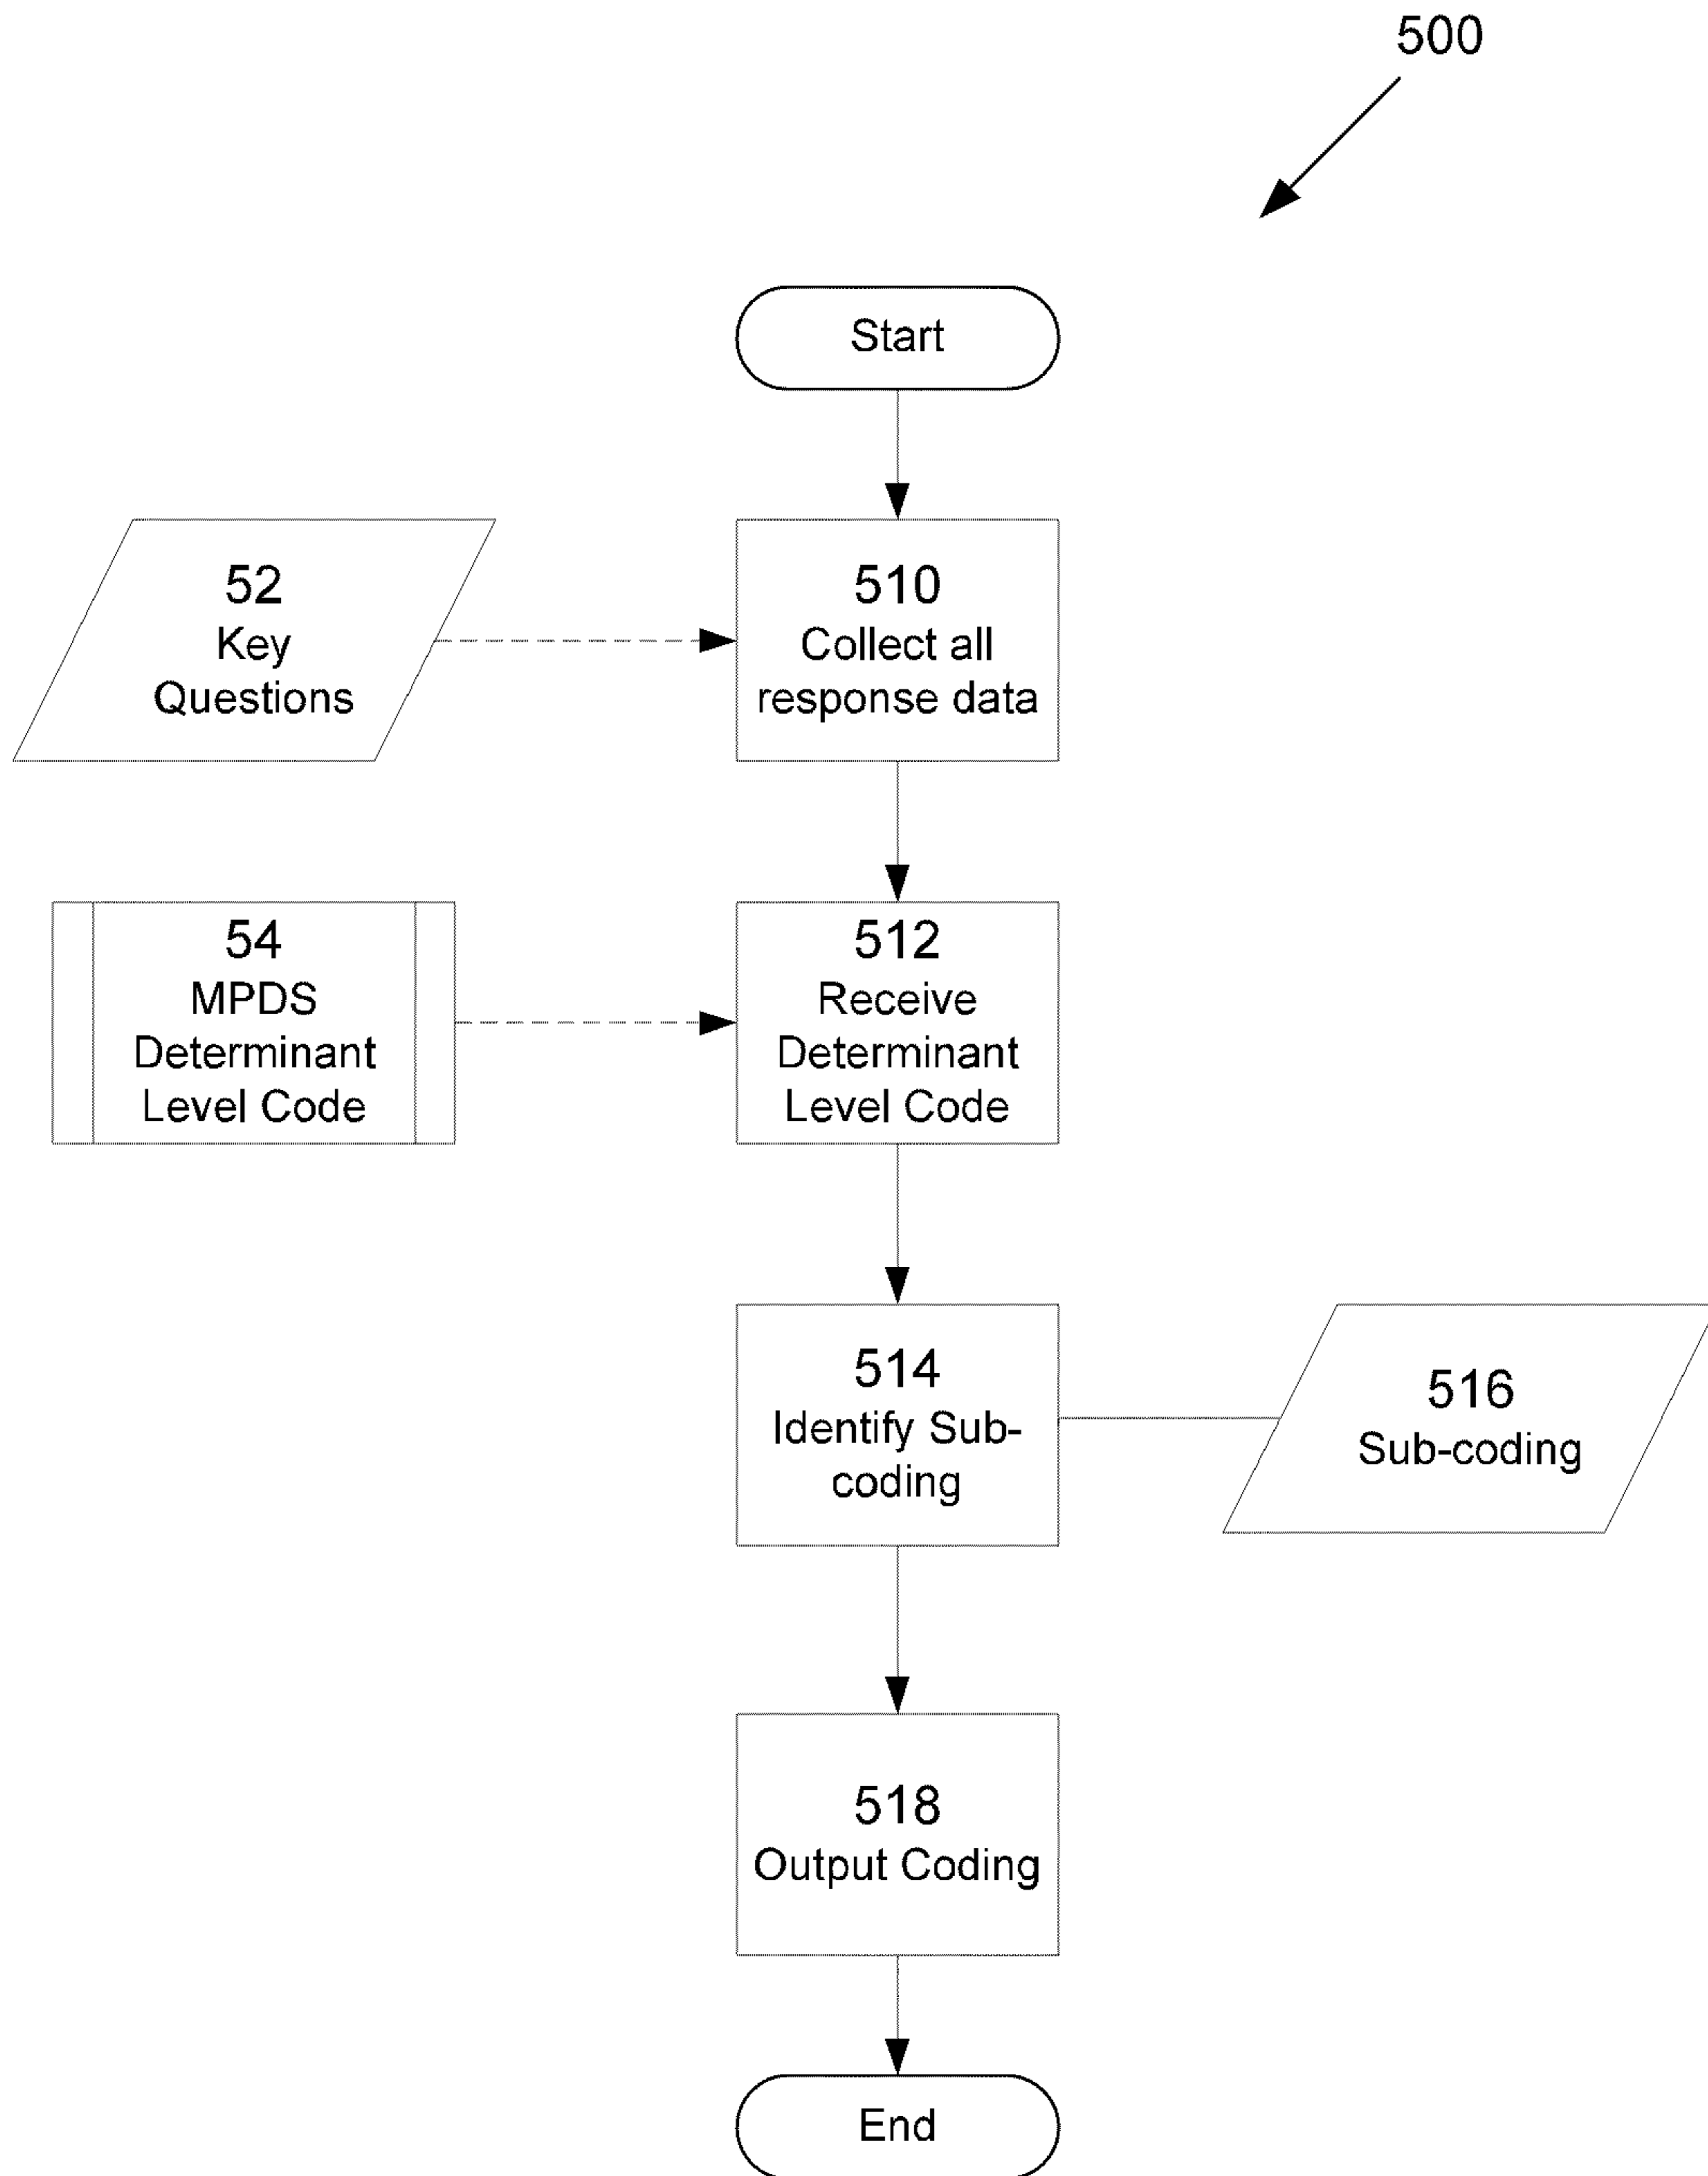 500
Start
52
Key
Questions
510
Collect all
response data
54
MPDS
Determinant
Level Code
512
Receive
Determinant
Level Code
514
Identify Sub-
coding
516
Sub-coding
518
Output Coding
End